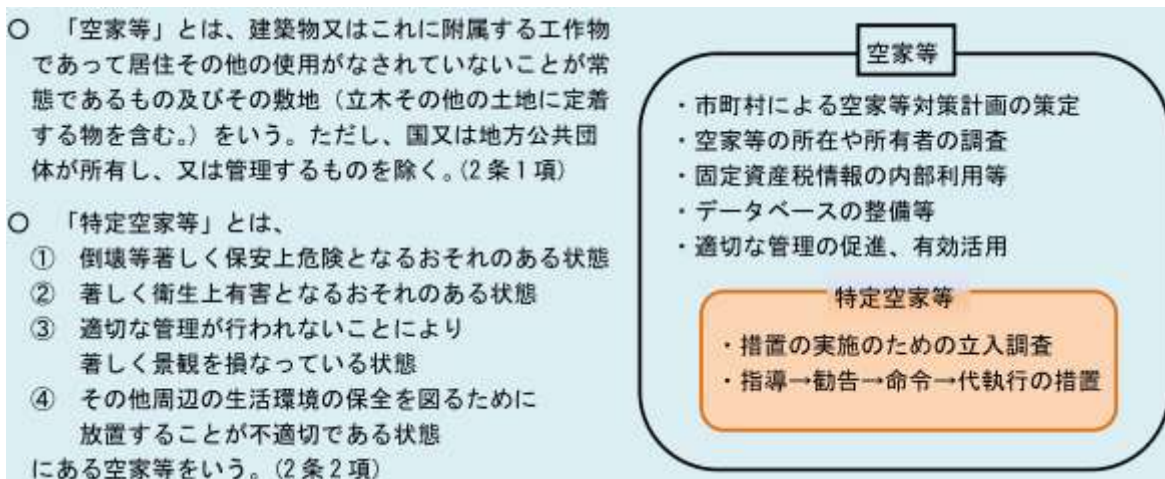 ○ 「空家等」とは、建築物又はこれに附属する工作物
であって居住その他の使用がなされていないことが常
態であるもの及びその敷地（立木その他の土地に定着
する物を含む。）をいう。ただし、国又は地方公共団
体が所有し、又は管理するものを除く。（2条1項）
○ 「特定空家等」とは、
① 倒壊等著しく保安上危険となるおそれのある状態
② 著しく衛生上有害となるおそれのある状態
③ 適切な管理が行われないことにより
著しく景観を損なっている状態
④ その他周辺の生活環境の保全を図るために
放置することが不適切である状態
にある空家等をいう。（2条2項）
空家等
・市町村による空家等対策計画の策定
・空家等の所在や所有者の調査
・固定資産税情報の内部利用等
・データベースの整備等
・適切な管理の促進、有効活用
特定空家等
・措置の実施のための立入調査
・指導→勧告→命令→代執行の措置